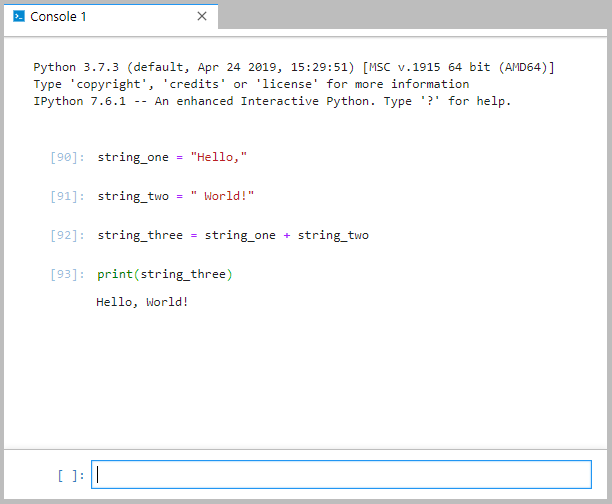 Console 1
Python 3.7.3 (default, Apr 24 2019, 15:29:51) [MSC v.1915 64 bit (AMD64)]
Type 'copyright', 'credits' or 'license' for more information
IPython 7.6.1 -- An enhanced Interactive Python. Type '?' for help.
[90]: string_one = "Hello,"
[91]: string_two = " World!"
[92]: string_three = string_one + string_two
[93]: print(string_three)
Hello, World!
[ ]: